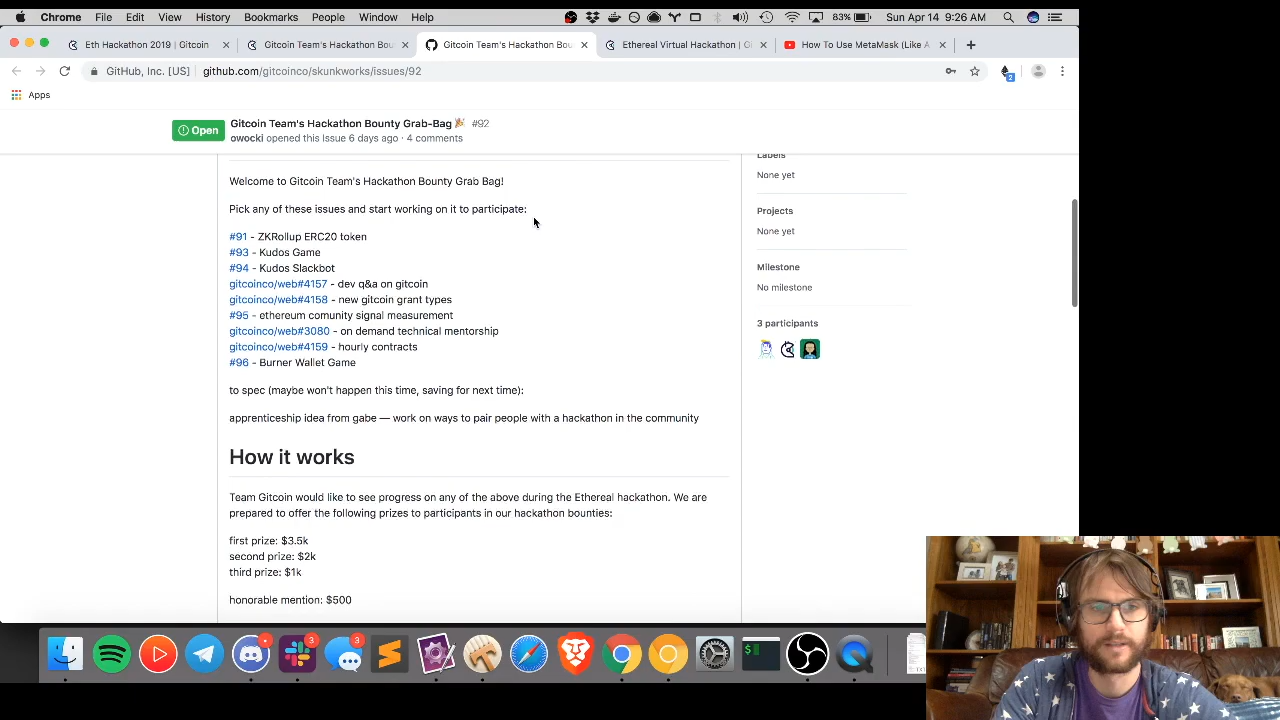 Chrome File Edit View History Bookmarks People Window Help 83% Sun Apr 14 9:26 AM
Eth Hackathon 2019 | Gitcoin Gitcoin Team's Hackathon Bou Gitcoin Team's Hackathon Bou Ethereal Virtual Hackathon | Gi How To Use MetaMask (Like A
GitHub, Inc. [US] github.com/gitcoinco/skunkworks/issues/92 2
Apps
Open
Gitcoin Team's Hackathon Bounty Grab-Bag 🎉 #92
owocki opened this issue 6 days ago · 4 comments
Welcome to Gitcoin Team's Hackathon Bounty Grab Bag!
Pick any of these issues and start working on it to participate:
#91 - ZKRollup ERC20 token
#93 - Kudos Game
#94 - Kudos Slackbot
gitcoinco/web#4157 - dev q&a on gitcoin
gitcoinco/web#4158 - new gitcoin grant types
#95 - ethereum comunity signal measurement
gitcoinco/web#3080 - on demand technical mentorship
gitcoinco/web#4159 - hourly contracts
#96 - Burner Wallet Game
to spec (maybe won't happen this time, saving for next time):
apprenticeship idea from gabe — work on ways to pair people with a hackathon in the community
How it works
Team Gitcoin would like to see progress on any of the above during the Ethereal hackathon. We are
prepared to offer the following prizes to participants in our hackathon bounties:
first prize: $3.5k
second prize: $2k
third prize: $1k
honorable mention: $500
Labels
None yet
Projects
None yet
Milestone
No milestone
3 participants
3 3